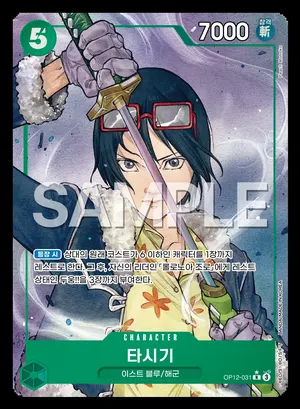 5
7000
참격
斬
SAMPLE
등장 시 상대의 원래 코스트가 6 이하인 캐릭터를 1장까지
레스트로 한다. 그 후, 자신의 리더의 「롤로노아 조로」에게 레스트
상태인 두웅!!을 3장까지 부여한다.
CHARACTER
타시기
이스트 블루/해군
OP12-031
R
3